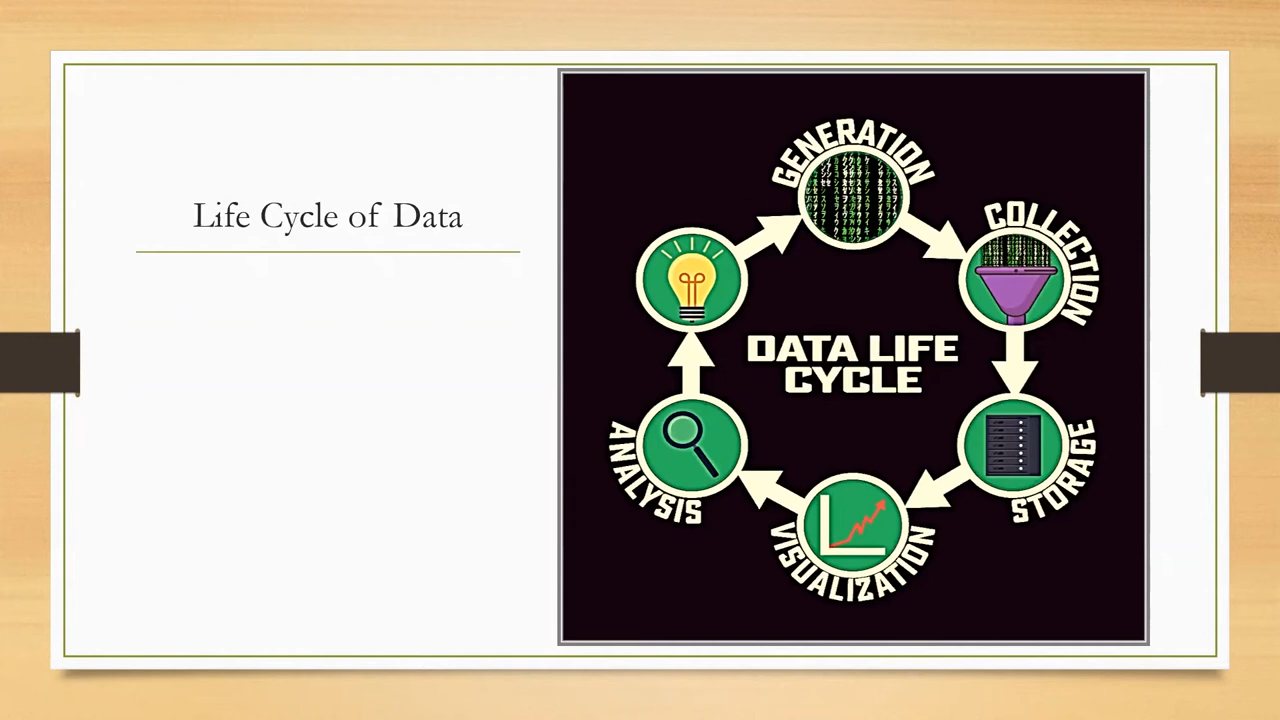 Life Cycle of Data
GENERATION
COLLECTION
STORAGE
VISUALIZATION
ANALYSIS
DATA LIFE
CYCLE